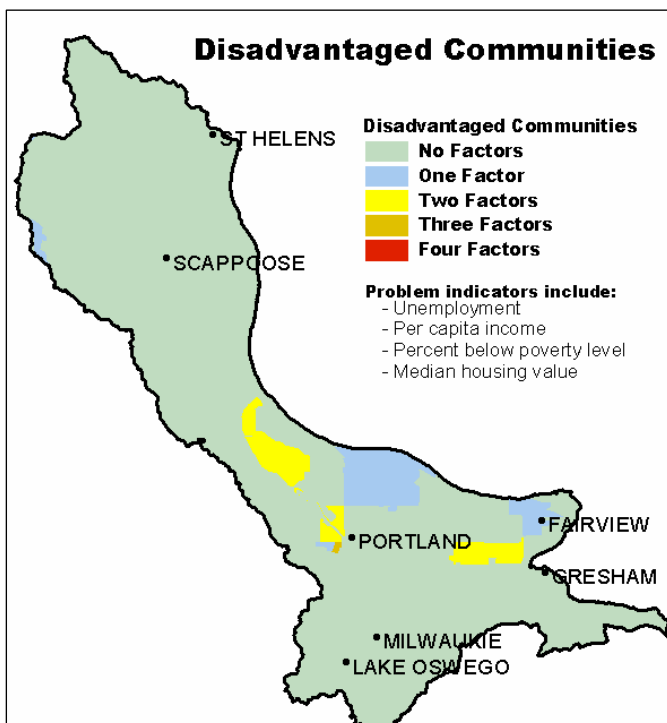 Disadvantaged Communities
Disadvantaged Communities
No Factors
One Factor
Two Factors
Three Factors
Four Factors
Problem indicators include:
- Unemployment
- Per capita income
- Percent below poverty level
- Median housing value
ST HELENS
SCAPPOOSE
PORTLAND
FAIRVIEW
GRESHAM
MILWAUKIE
LAKE OSWEGO